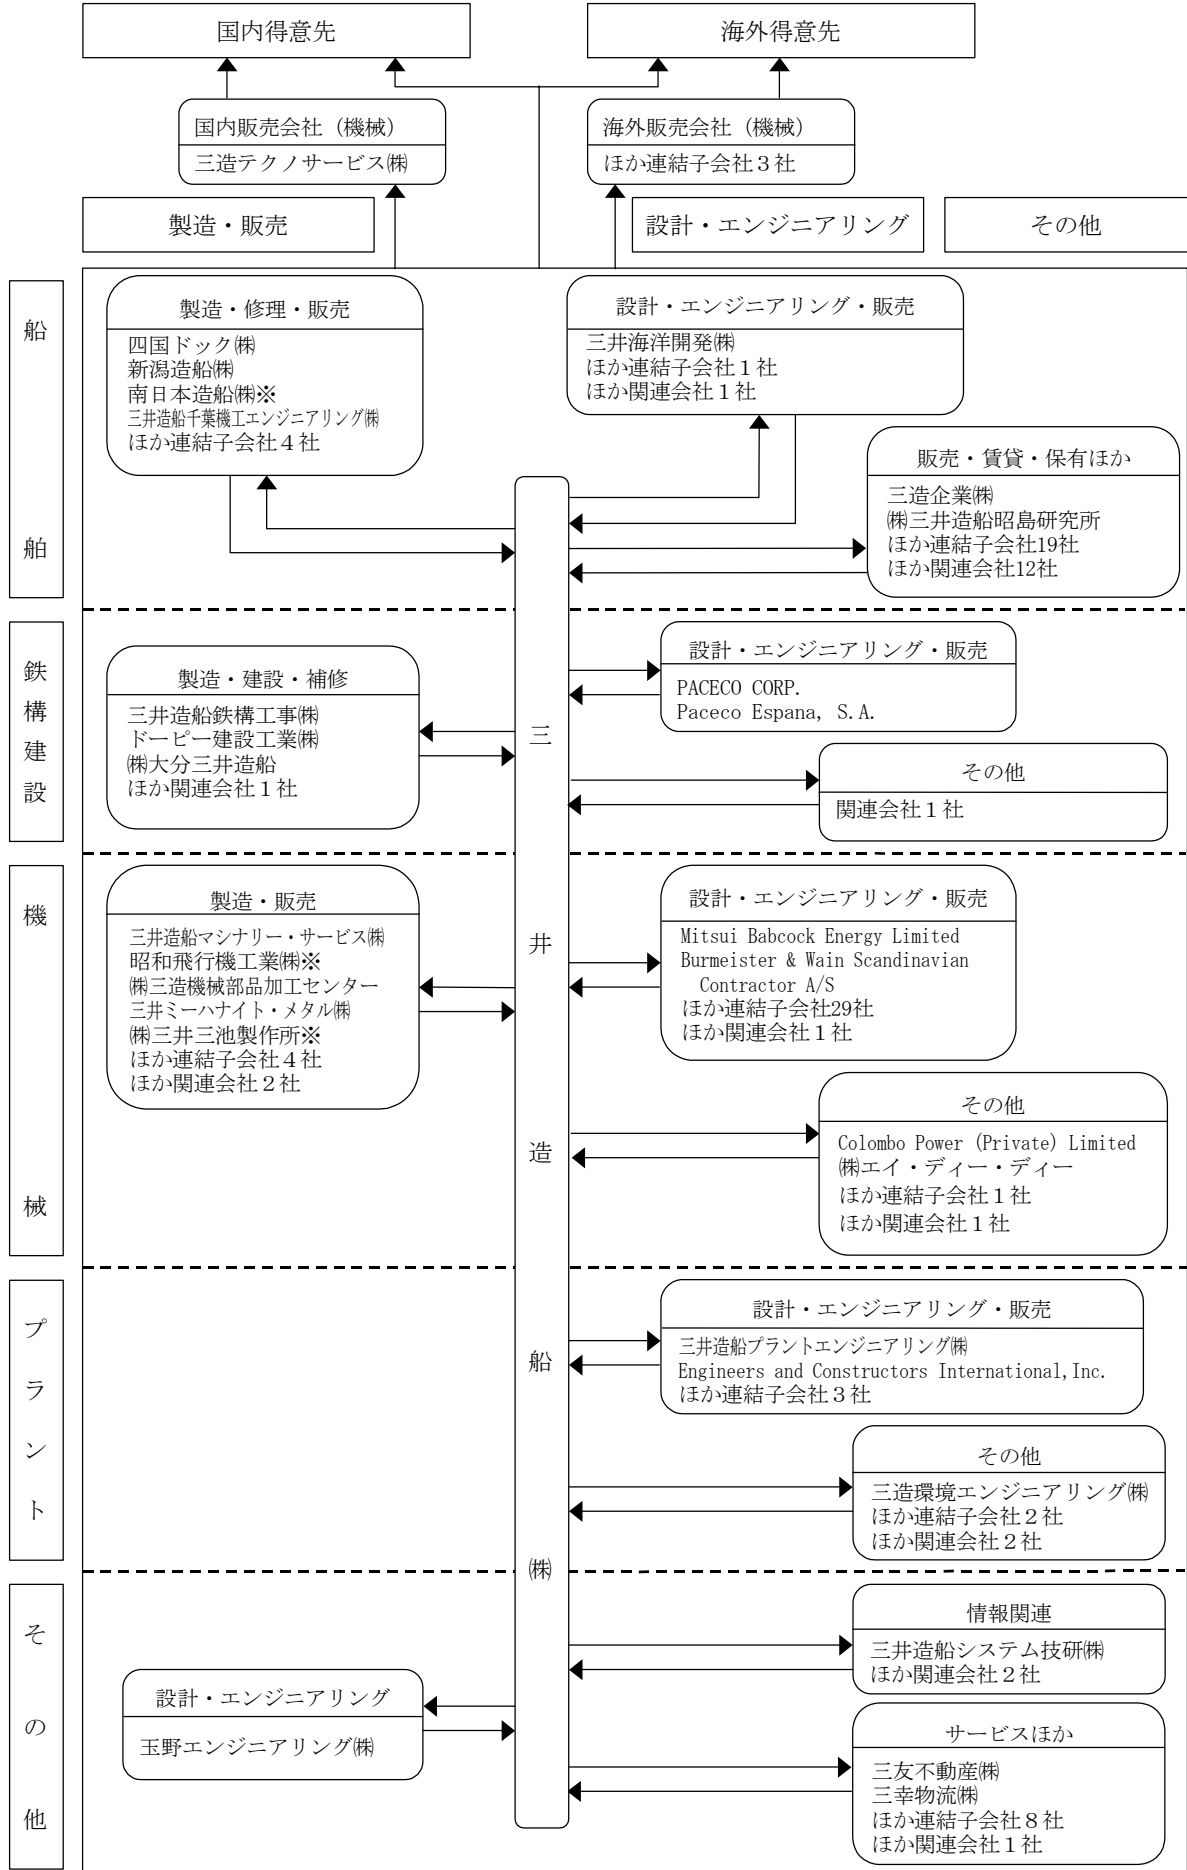 国内得意先
海外得意先
国内販売会社（機械）
三造テクノサービス㈱
海外販売会社（機械）
ほか連結子会社３社
製造・販売
設計・エンジニアリング
その他
船舶
製造・修理・販売
四国ドック㈱
新潟造船㈱
南日本造船㈱※
三井造船千葉機工エンジニアリング㈱
ほか連結子会社４社
設計・エンジニアリング・販売
三井海洋開発㈱
ほか連結子会社１社
ほか関連会社１社
販売・賃貸・保有ほか
三造企業㈱
㈱三井造船昭島研究所
ほか連結子会社19社
ほか関連会社12社
三井造船㈱
鉄構建設
製造・建設・補修
三井造船鉄構工事㈱
ドーピー建設工業㈱
㈱大分三井造船
ほか関連会社１社
設計・エンジニアリング・販売
PACECO CORP.
Paceco Espana, S.A.
その他
関連会社１社
機械
製造・販売
三井造船マシナリー・サービス㈱
昭和飛行機工業㈱※
㈱三造機械部品加工センター
三井ミーハナイト・メタル㈱
㈱三井三池製作所※
ほか連結子会社４社
ほか関連会社２社
設計・エンジニアリング・販売
Mitsui Babcock Energy Limited
Burmeister & Wain Scandinavian
Contractor A/S
ほか連結子会社29社
ほか関連会社１社
その他
Colombo Power (Private) Limited
㈱エイ・ディー・ディー
ほか連結子会社１社
ほか関連会社１社
プラント
設計・エンジニアリング・販売
三井造船プラントエンジニアリング㈱
Engineers and Constructors International,Inc.
ほか連結子会社３社
その他
三造環境エンジニアリング㈱
ほか連結子会社２社
ほか関連会社２社
その他
設計・エンジニアリング
玉野エンジニアリング㈱
情報関連
三井造船システム技研㈱
ほか関連会社２社
サービスほか
三友不動産㈱
三幸物流㈱
ほか連結子会社８社
ほか関連会社１社